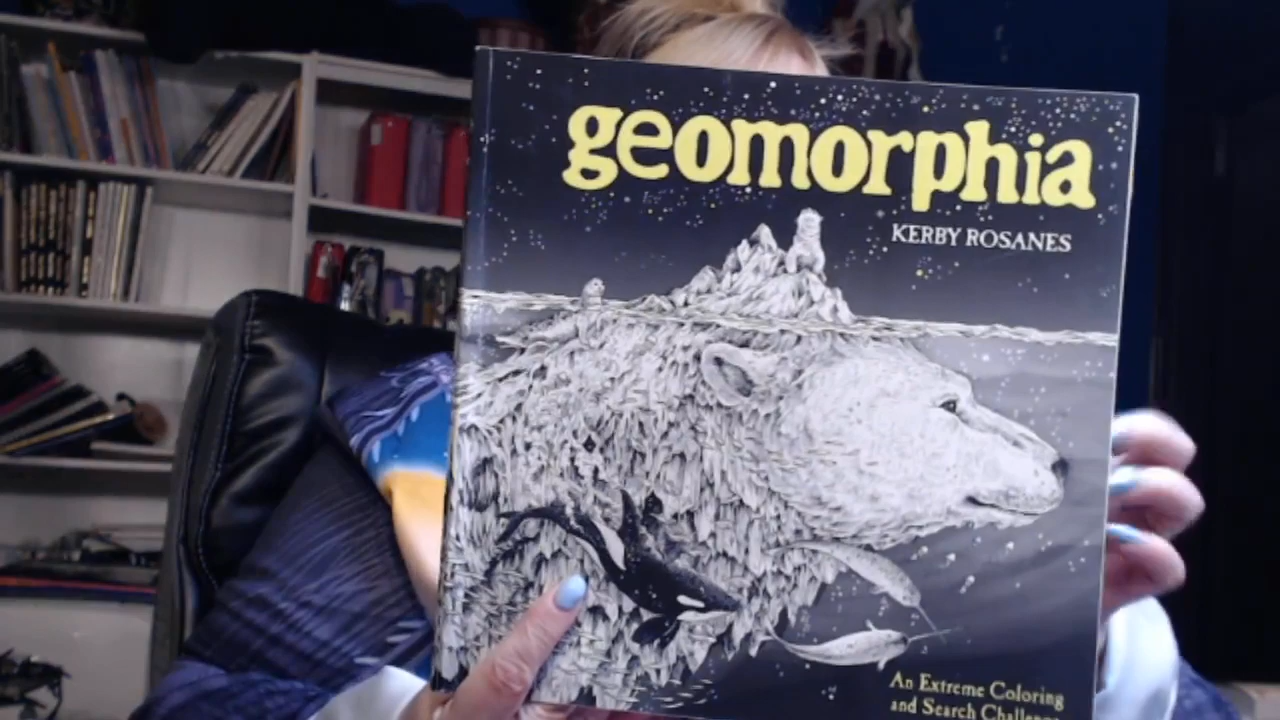 geomorphia
KERBY ROSANES
An Extreme Coloring
and Search Challenge